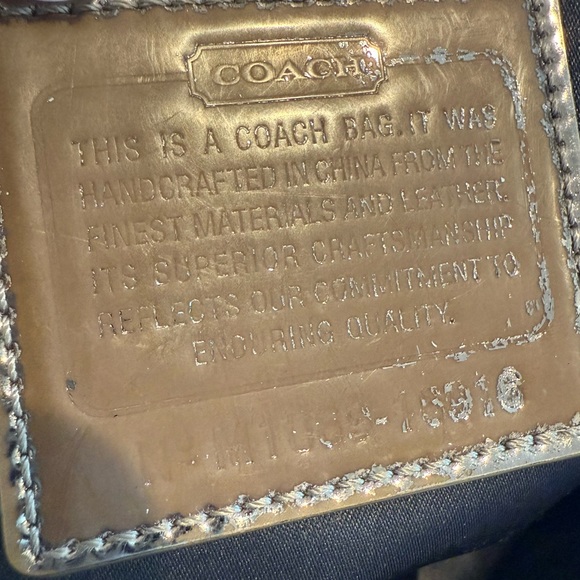 COACH
THIS IS A COACH BAG. IT WAS
HANDCRAFTED IN CHINA FROM THE
FINEST MATERIALS AND LEATHER.
ITS SUPERIOR CRAFTSMANSHIP
REFLECTS OUR COMMITMENT TO
ENDURING QUALITY.